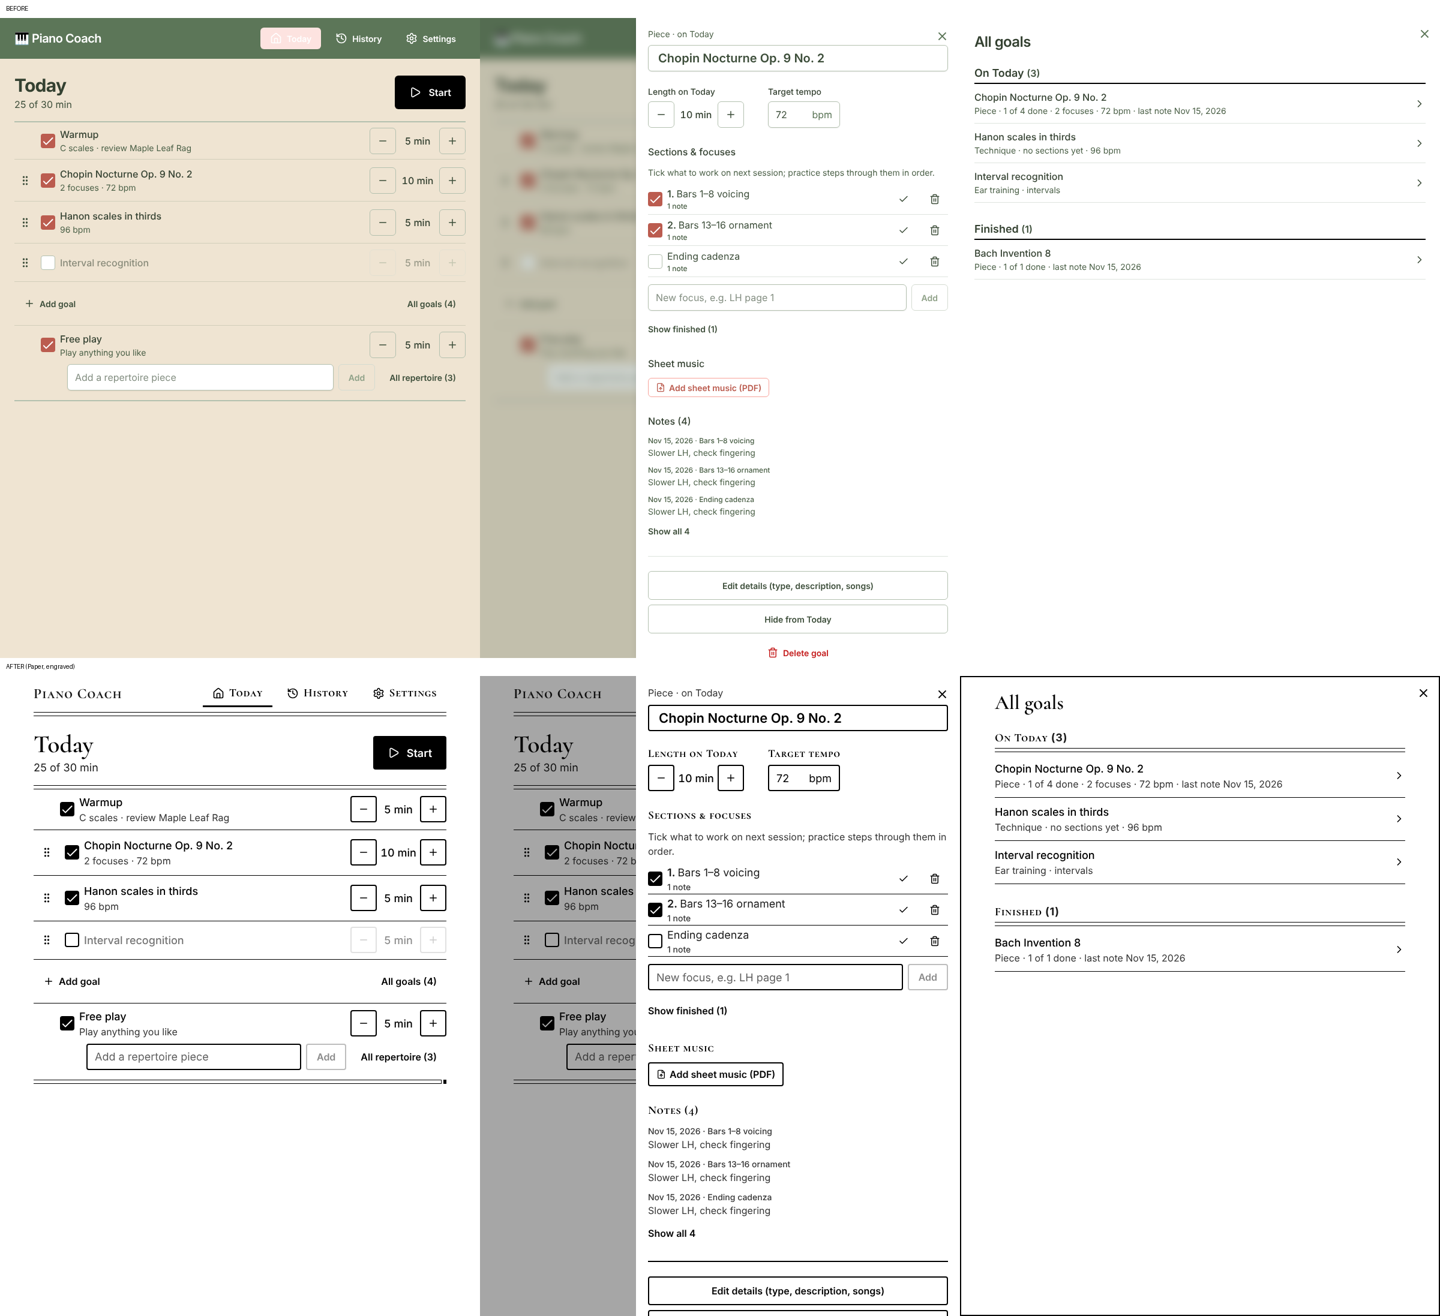 BEFORE
Piano Coach
Today
History
Settings
Today
25 of 30 min
Start
Warmup
C scales · review Maple Leaf Rag
5 min
Chopin Nocturne Op. 9 No. 2
2 focuses · 72 bpm
10 min
Hanon scales in thirds
96 bpm
5 min
Interval recognition
5 min
Add goal
All goals (4)
Free play
Play anything you like
5 min
Add a repertoire piece
Add
All repertoire (3)
Piece · on Today
Chopin Nocturne Op. 9 No. 2
Length on Today
Target tempo
10 min
72 bpm
Sections & focuses
Tick what to work on next session; practice steps through them in order.
1. Bars 1–8 voicing
1 note
2. Bars 13–16 ornament
1 note
Ending cadenza
1 note
New focus, e.g. LH page 1
Add
Show finished (1)
Sheet music
Add sheet music (PDF)
Notes (4)
Nov 15, 2026 · Bars 1–8 voicing
Slower LH, check fingering
Nov 15, 2026 · Bars 13–16 ornament
Slower LH, check fingering
Nov 15, 2026 · Ending cadenza
Slower LH, check fingering
Show all 4
Edit details (type, description, songs)
Hide from Today
Delete goal
All goals
On Today (3)
Chopin Nocturne Op. 9 No. 2
Piece · 1 of 4 done · 2 focuses · 72 bpm · last note Nov 15, 2026
Hanon scales in thirds
Technique · no sections yet · 96 bpm
Interval recognition
Ear training · intervals
Finished (1)
Bach Invention 8
Piece · 1 of 1 done · last note Nov 15, 2026
AFTER (Paper, engraved)
Piano Coach
Today
History
Settings
Today
25 of 30 min
Start
Warmup
C scales · review Maple Leaf Rag
5 min
Chopin Nocturne Op. 9 No. 2
2 focuses · 72 bpm
10 min
Hanon scales in thirds
96 bpm
5 min
Interval recognition
5 min
Add goal
All goals (4)
Free play
Play anything you like
5 min
Add a repertoire piece
Add
All repertoire (3)
Piano Coach
Today
25 of 30 min
Warmup
C scales · review
Chopin Nocturne
2 focuses · 72 b
Hanon scales
96 bpm
Interval recog
Add goal
Free play
Play anything you
Add a repe
Piece · on Today
Chopin Nocturne Op. 9 No. 2
Length on Today
Target tempo
10 min
72 bpm
Sections & focuses
Tick what to work on next session; practice steps through them in
order.
1. Bars 1–8 voicing
1 note
2. Bars 13–16 ornament
1 note
Ending cadenza
1 note
New focus, e.g. LH page 1
Add
Show finished (1)
Sheet music
Add sheet music (PDF)
Notes (4)
Nov 15, 2026 · Bars 1–8 voicing
Slower LH, check fingering
Nov 15, 2026 · Bars 13–16 ornament
Slower LH, check fingering
Nov 15, 2026 · Ending cadenza
Slower LH, check fingering
Show all 4
Edit details (type, description, songs)
All goals
On Today (3)
Chopin Nocturne Op. 9 No. 2
Piece · 1 of 4 done · 2 focuses · 72 bpm · last note Nov 15, 2026
Hanon scales in thirds
Technique · no sections yet · 96 bpm
Interval recognition
Ear training · intervals
Finished (1)
Bach Invention 8
Piece · 1 of 1 done · last note Nov 15, 2026